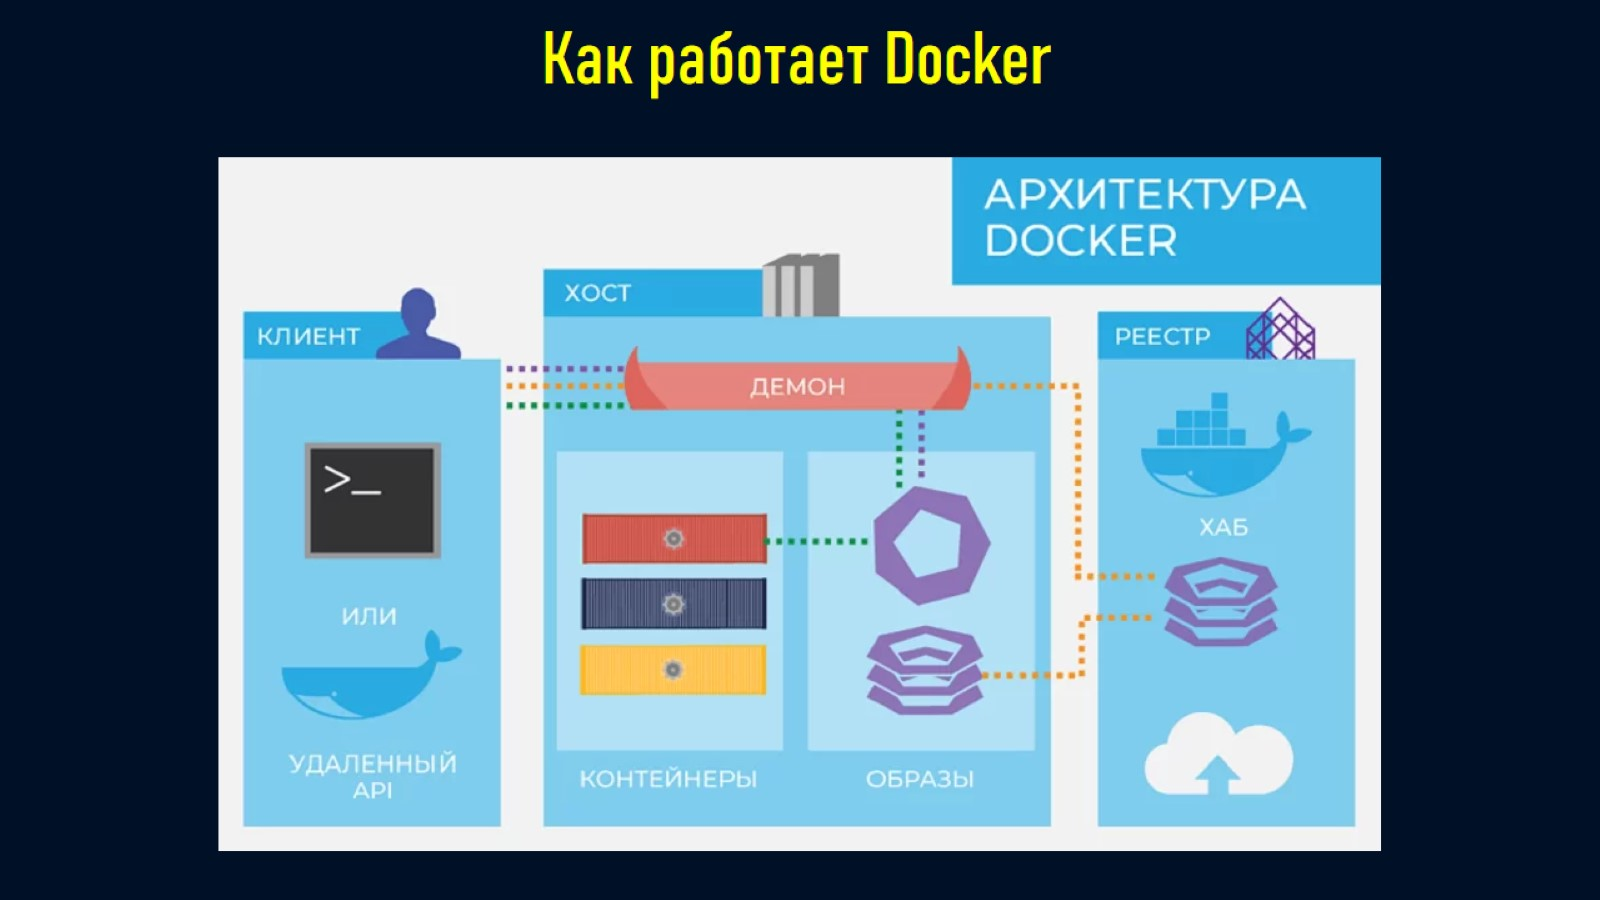 Как работает Docker
АРХИТЕКТУРА
DOCKER
КЛИЕНТ
>_
ИЛИ
УДАЛЕННЫЙ
API
ХОСТ
ДЕМОН
КОНТЕЙНЕРЫ
ОБРАЗЫ
РЕЕСТР
ХАБ